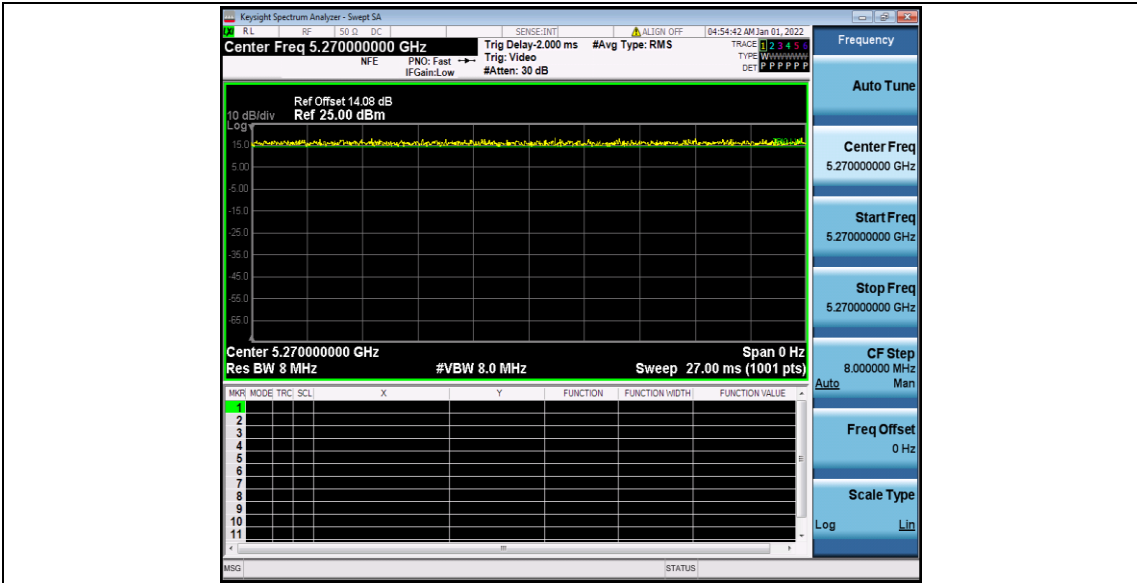 Keysight Spectrum Analyzer - Swept SA
RL RF 50 Ω DC SENSE:INT ALIGN OFF 04:54:42 AM Jan 01, 2022
Center Freq 5.270000000 GHz
NFE
PNO: Fast
IFGain:Low
Trig Delay-2.000 ms
Trig: Video
#Atten: 30 dB
#Avg Type: RMS
TRACE 1 2 3 4 5 6
TYPE WWWWWW
DET P P P P P P
Ref Offset 14.08 dB
10 dB/div Ref 25.00 dBm
Log
15.0
5.00
-5.00
-15.0
-25.0
-35.0
-45.0
-55.0
-65.0
Center 5.270000000 GHz Span 0 Hz
Res BW 8 MHz #VBW 8.0 MHz Sweep 27.00 ms (1001 pts)
MKR MODE TRC SCL X Y FUNCTION FUNCTION WIDTH FUNCTION VALUE
1
2
3
4
5
6
7
8
9
10
11
MSG STATUS
Frequency
Auto Tune
Center Freq
5.270000000 GHz
Start Freq
5.270000000 GHz
Stop Freq
5.270000000 GHz
CF Step
8.000000 MHz
Auto Man
Freq Offset
0 Hz
Scale Type
Log Lin